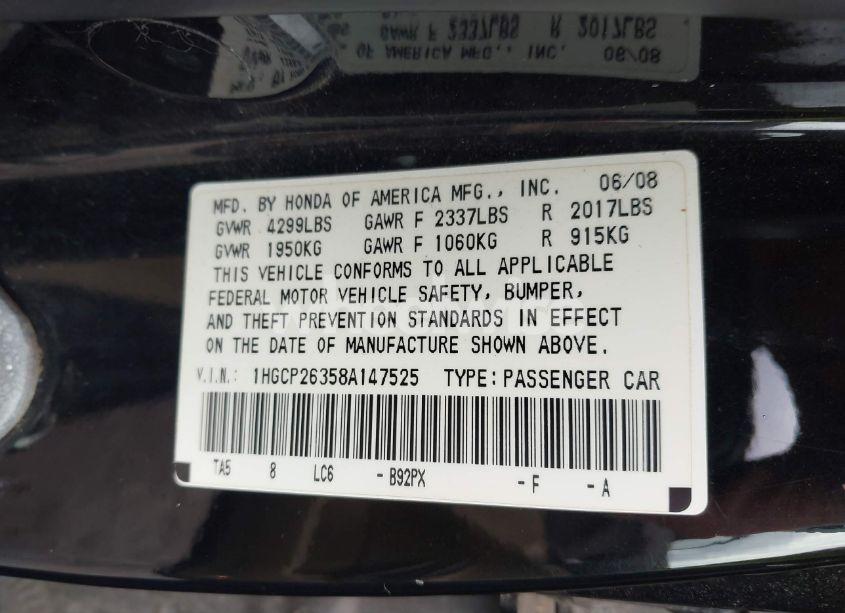 MFD. BY HONDA OF AMERICA MFG., INC. 06/08
GVWR 4299LBS GAWR F 2337LBS R 2017LBS
GVWR 1950KG GAWR F 1060KG R 915KG
THIS VEHICLE CONFORMS TO ALL APPLICABLE
FEDERAL MOTOR VEHICLE SAFETY, BUMPER,
AND THEFT PREVENTION STANDARDS IN EFFECT
ON THE DATE OF MANUFACTURE SHOWN ABOVE.
V.I.N.: 1HGCP26358A147525 TYPE: PASSENGER CAR
TA5 8 LC6 - B92PX - F - A